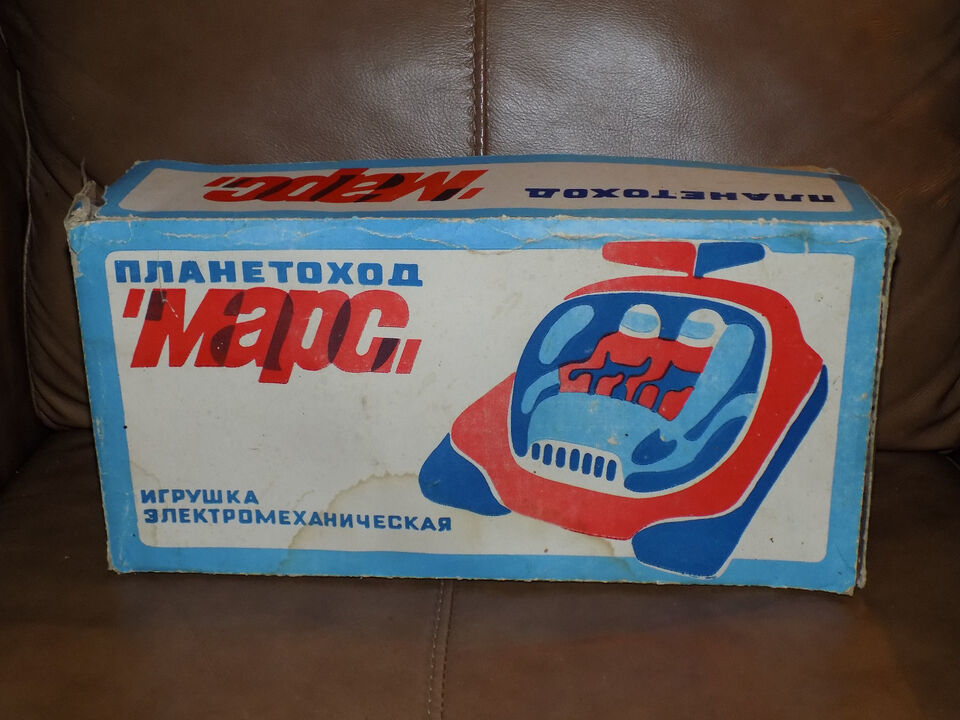 ПЛАНЕТОХОД
"Марс"
ПЛАНЕТОХОД
"Марс"
ИГРУШКА
ЭЛЕКТРОМЕХАНИЧЕСКАЯ